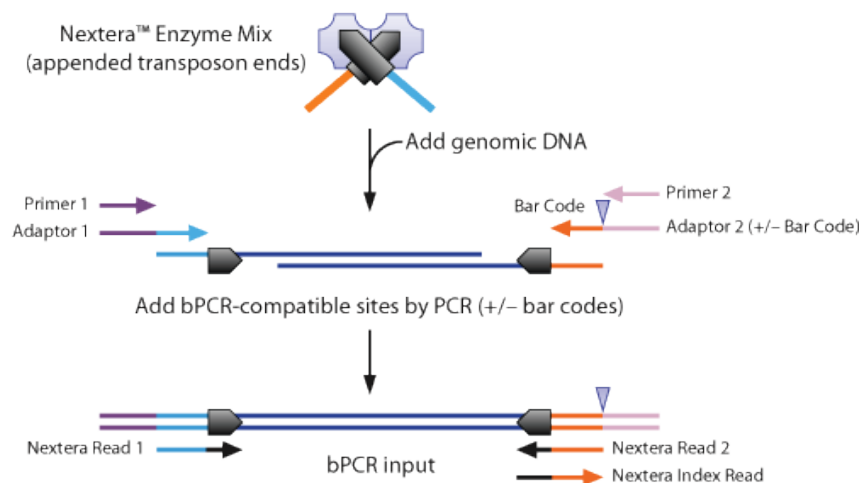 Nextera™ Enzyme Mix
(appended transposon ends)
Add genomic DNA
Primer 1
Adaptor 1
Bar Code
Primer 2
Adaptor 2 (+/– Bar Code)
Add bPCR-compatible sites by PCR (+/– bar codes)
Nextera Read 1
bPCR input
Nextera Read 2
Nextera Index Read